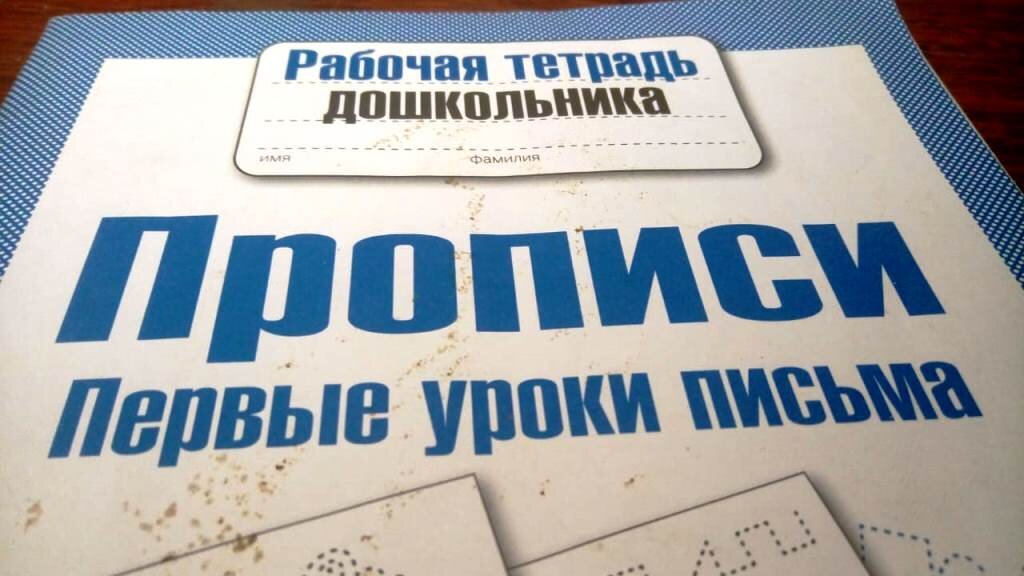 Рабочая тетрадь
дошкольника
имя фамилия
Прописи
Первые уроки письма